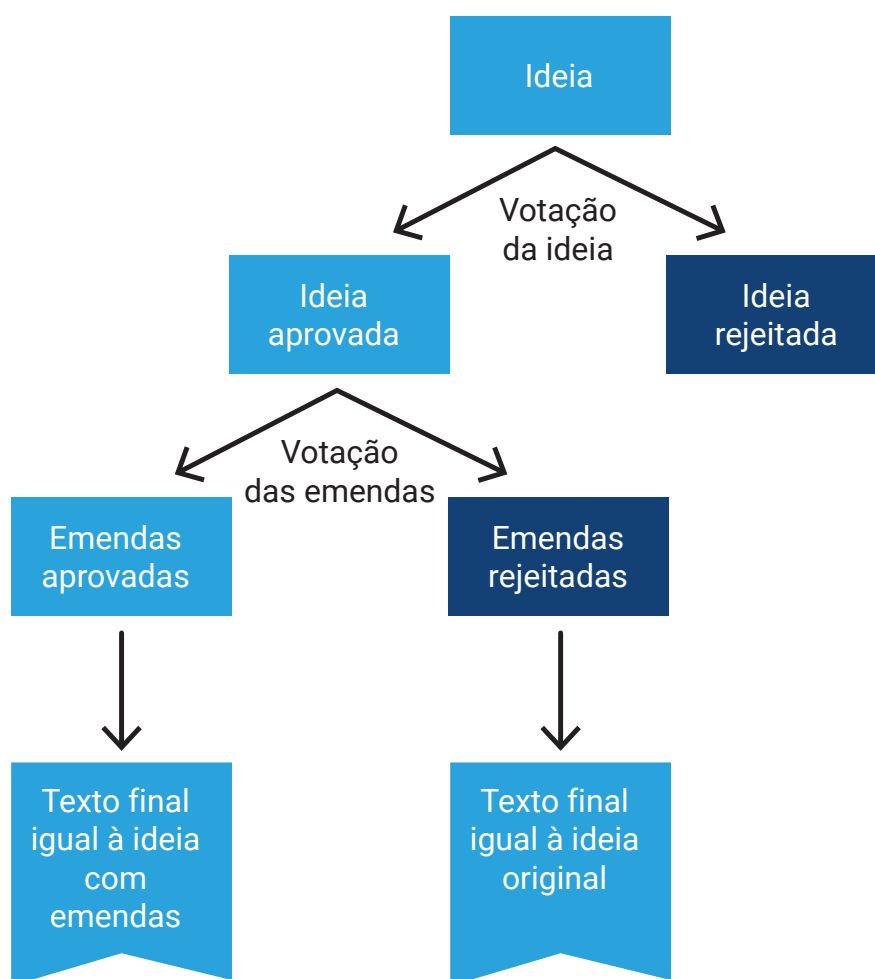 Ideia
Votação
da ideia
Ideia
aprovada
Ideia
rejeitada
Votação
das emendas
Emendas
aprovadas
Emendas
rejeitadas
Texto final
igual à ideia
com
emendas
Texto final
igual à ideia
original